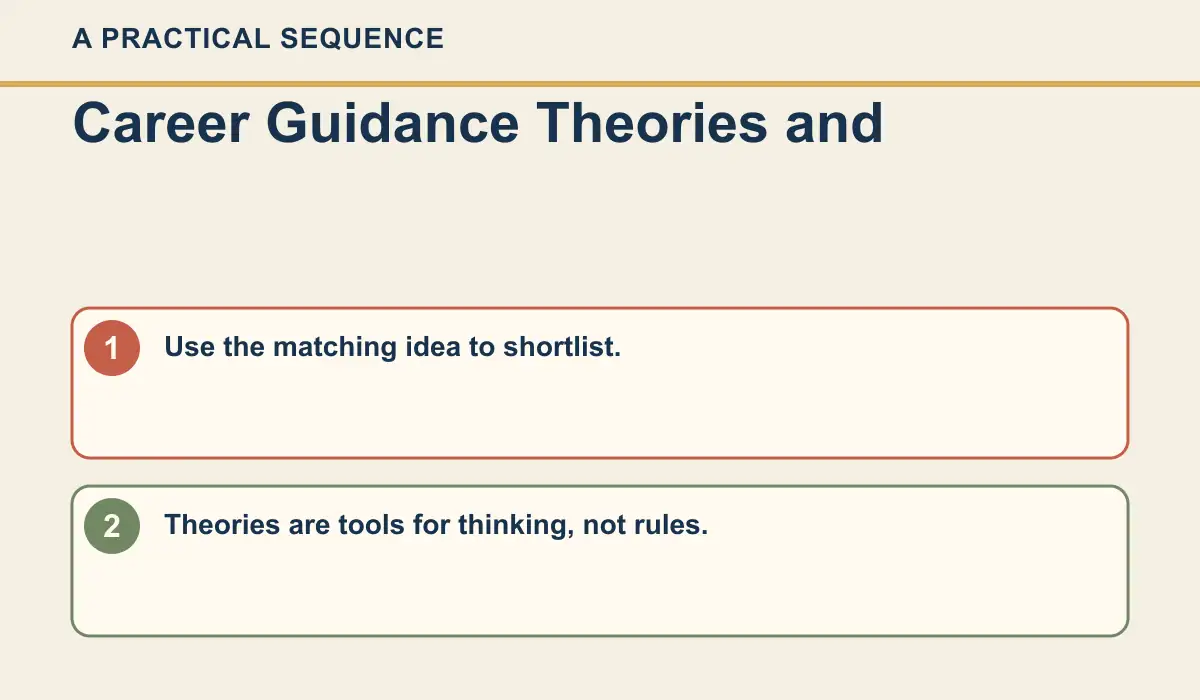 A PRACTICAL SEQUENCE
Career Guidance Theories and
1
Use the matching idea to shortlist.
2
Theories are tools for thinking, not rules.